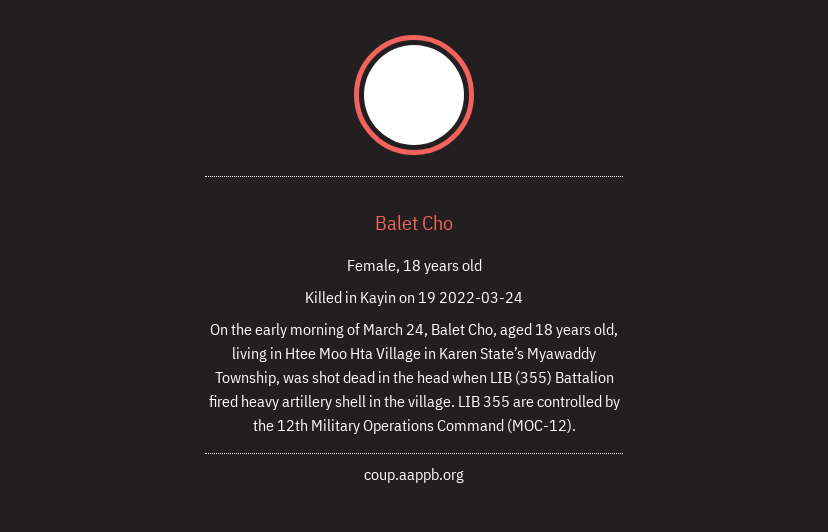 Balet Cho
Female, 18 years old
Killed in Kayin on 19 2022-03-24
On the early morning of March 24, Balet Cho, aged 18 years old,
living in Htee Moo Hta Village in Karen State’s Myawaddy
Township, was shot dead in the head when LIB (355) Battalion
fired heavy artillery shell in the village. LIB 355 are controlled by
the 12th Military Operations Command (MOC-12).
coup.aappb.org